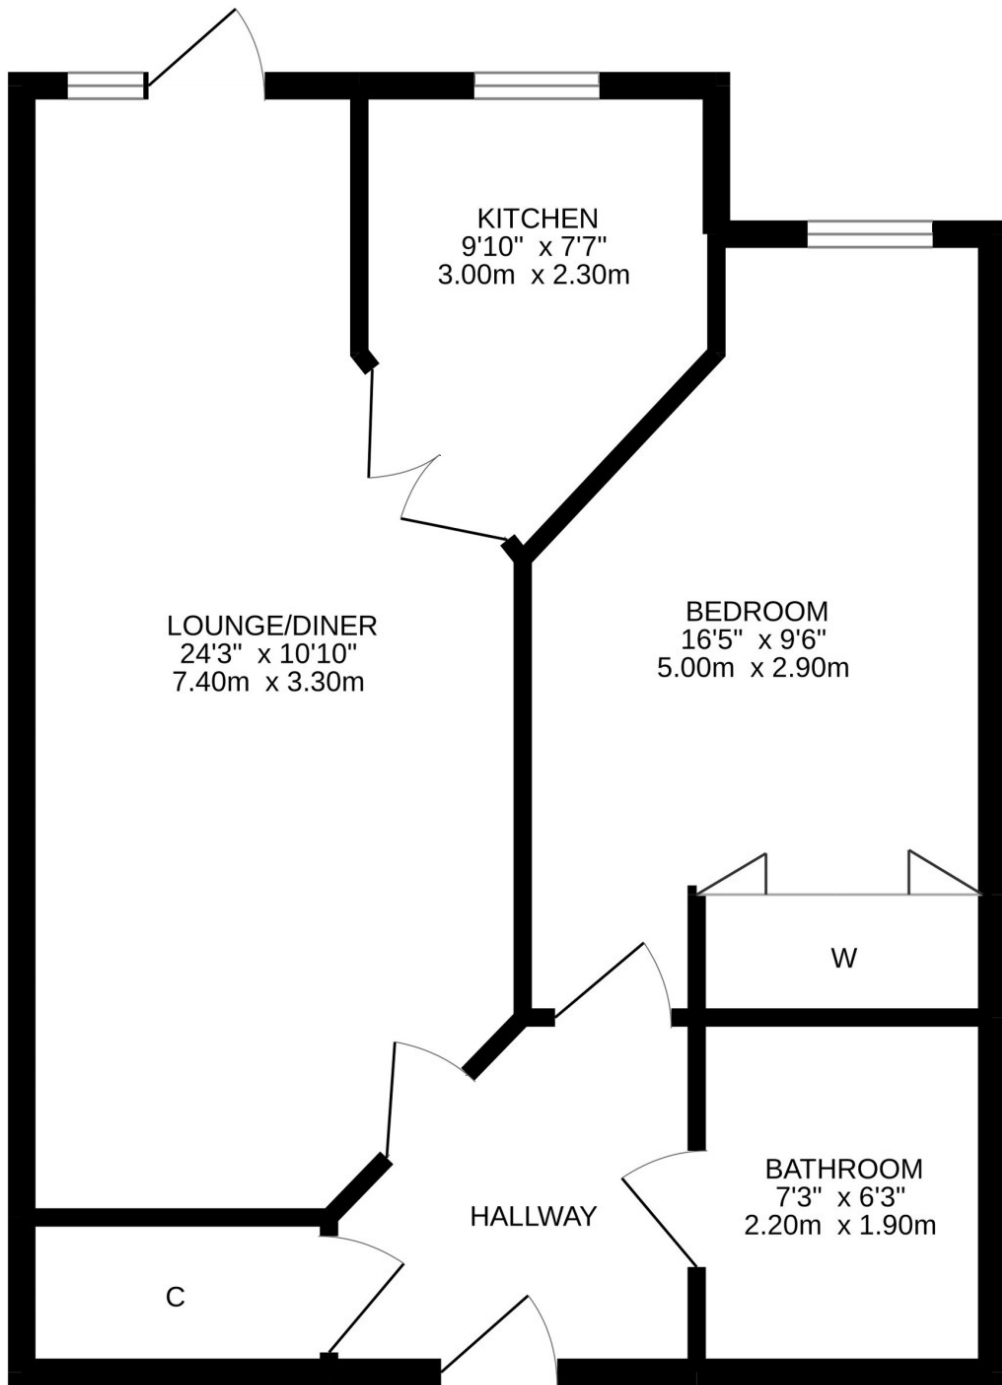 KITCHEN
9'10" x 7'7"
3.00m x 2.30m
LOUNGE/DINER
24'3" x 10'10"
7.40m x 3.30m
BEDROOM
16'5" x 9'6"
5.00m x 2.90m
W
BATHROOM
7'3" x 6'3"
2.20m x 1.90m
HALLWAY
C